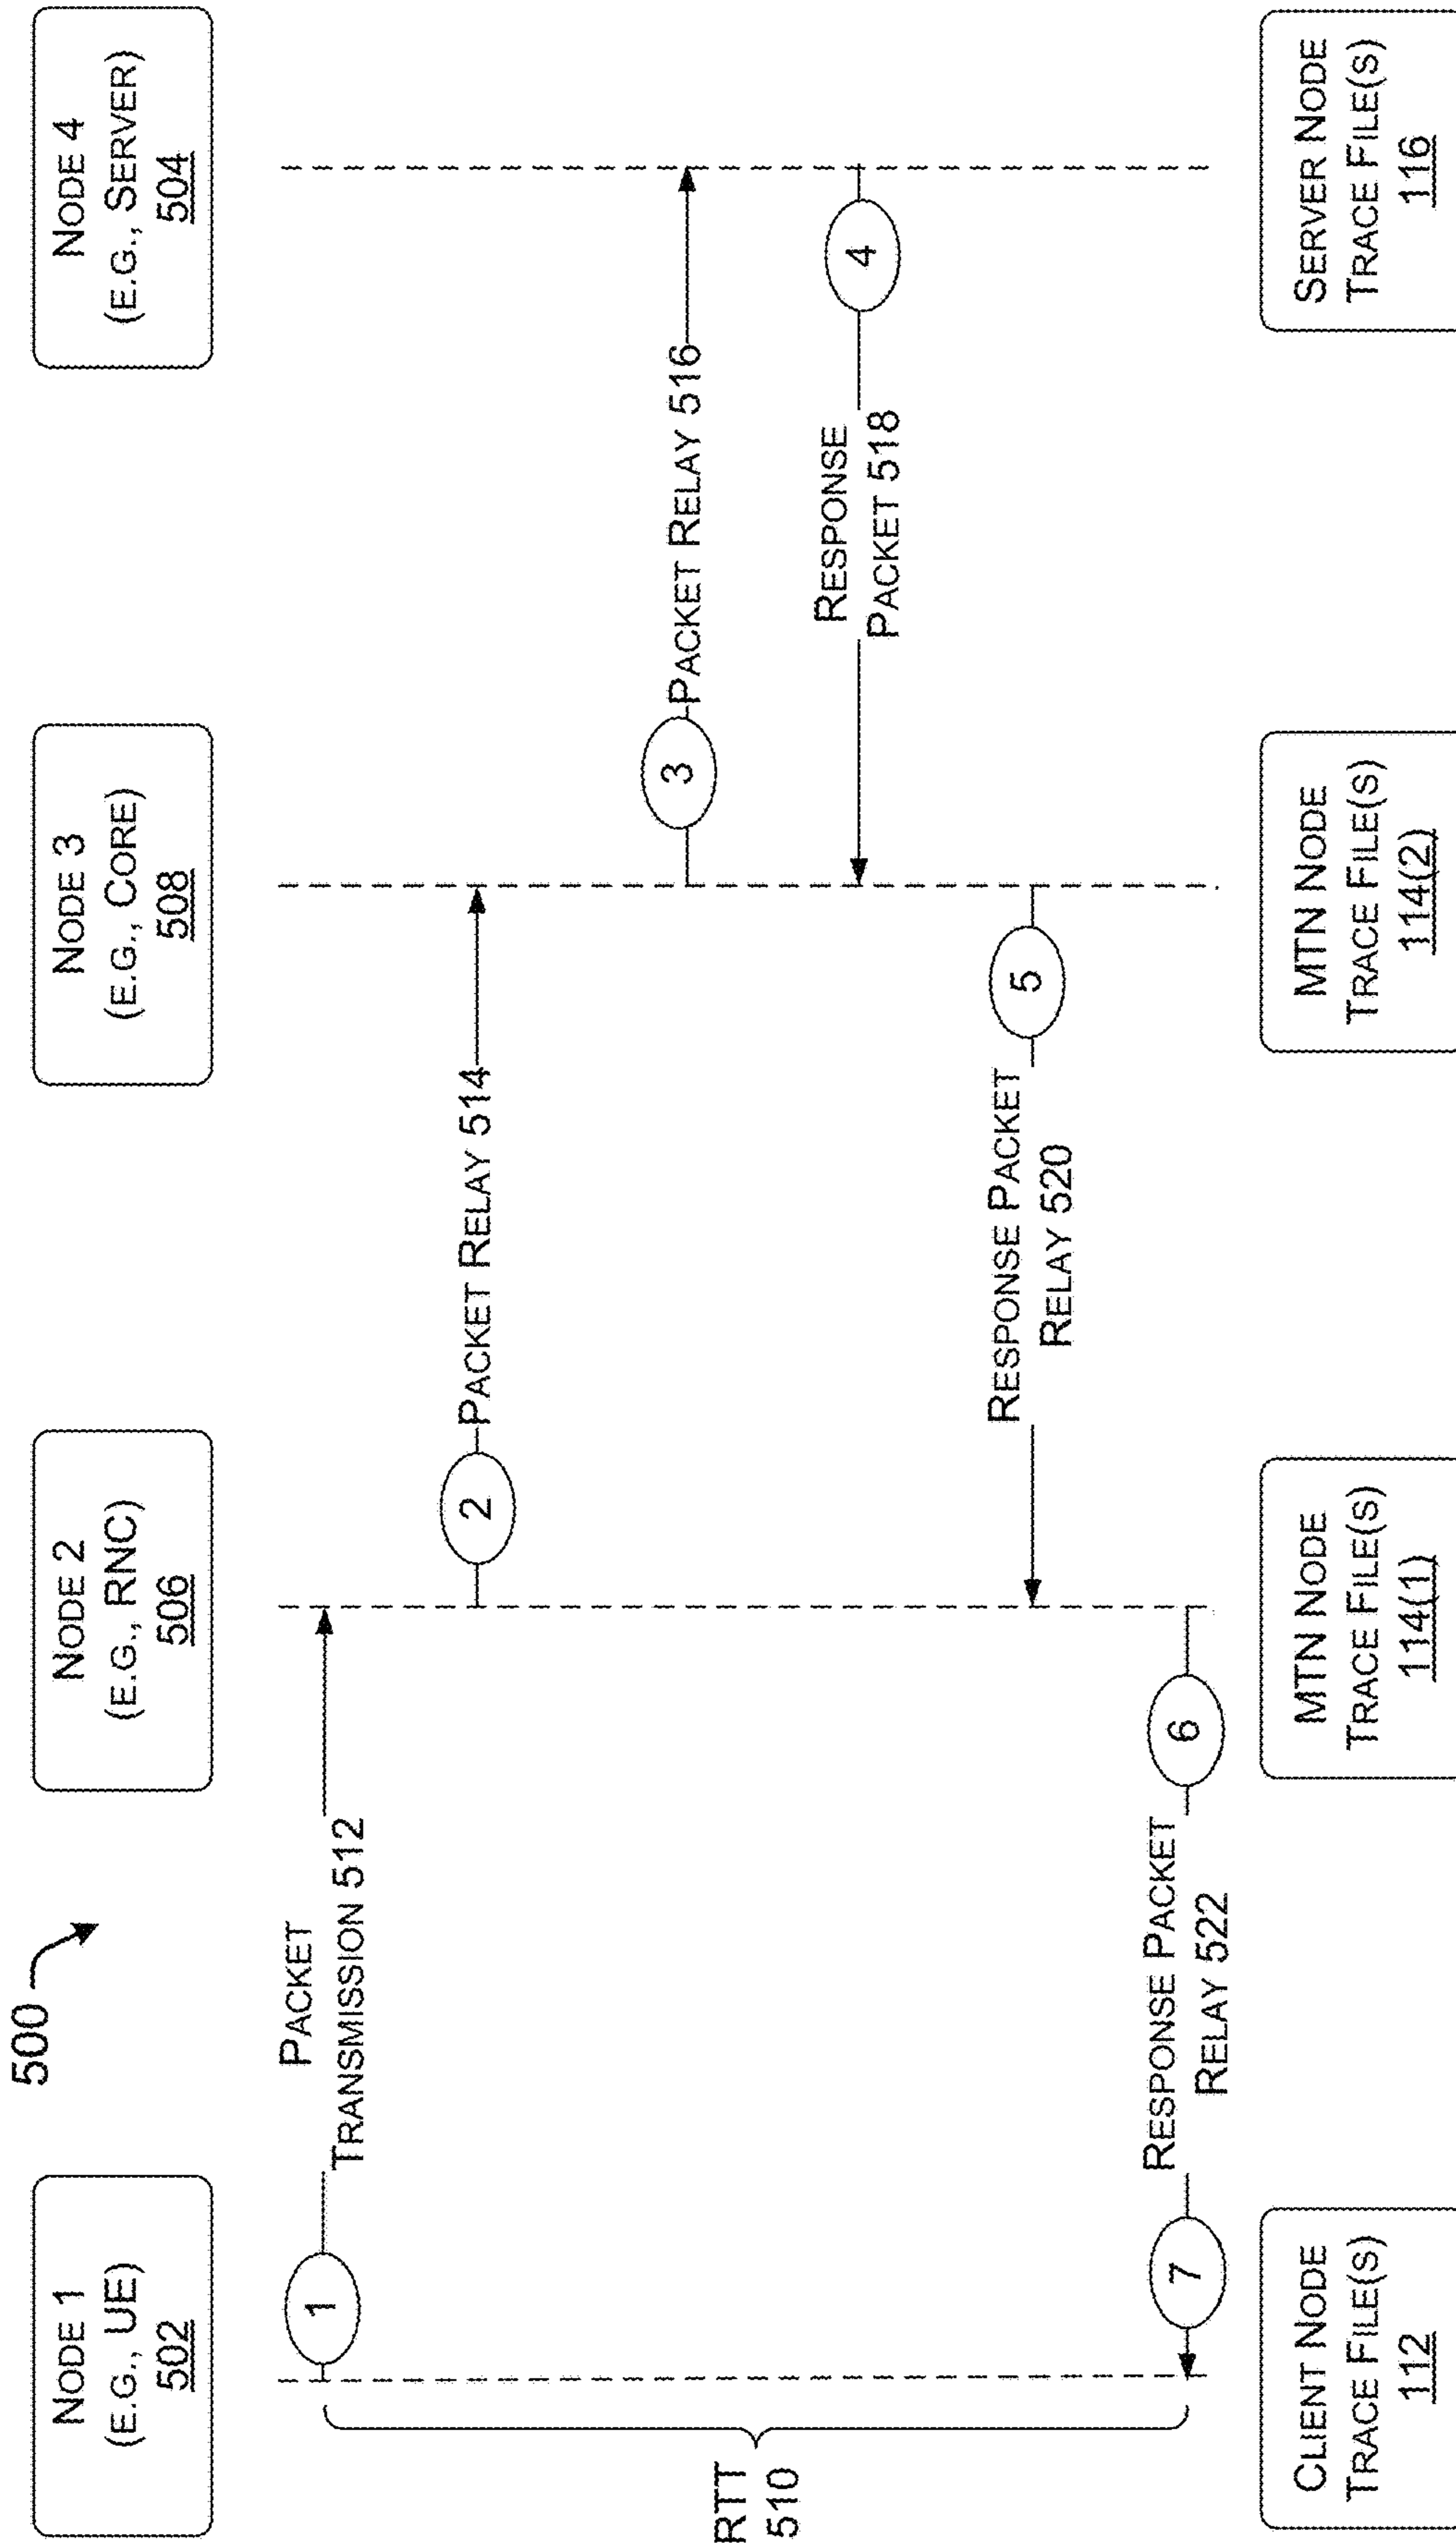 500
NODE 1
(E.G., UE)
502
NODE 2
(E.G., RNC)
506
NODE 3
(E.G., CORE)
508
NODE 4
(E.G., SERVER)
504
1
PACKET
TRANSMISSION 512
2
PACKET RELAY 514
3
PACKET RELAY 516
RESPONSE
PACKET 518
4
RESPONSE PACKET
RELAY 520
5
RTT
510
7
RESPONSE PACKET
RELAY 522
6
CLIENT NODE
TRACE FILE(S)
112
MTN NODE
TRACE FILE(S)
114(1)
MTN NODE
TRACE FILE(S)
114(2)
SERVER NODE
TRACE FILE(S)
116